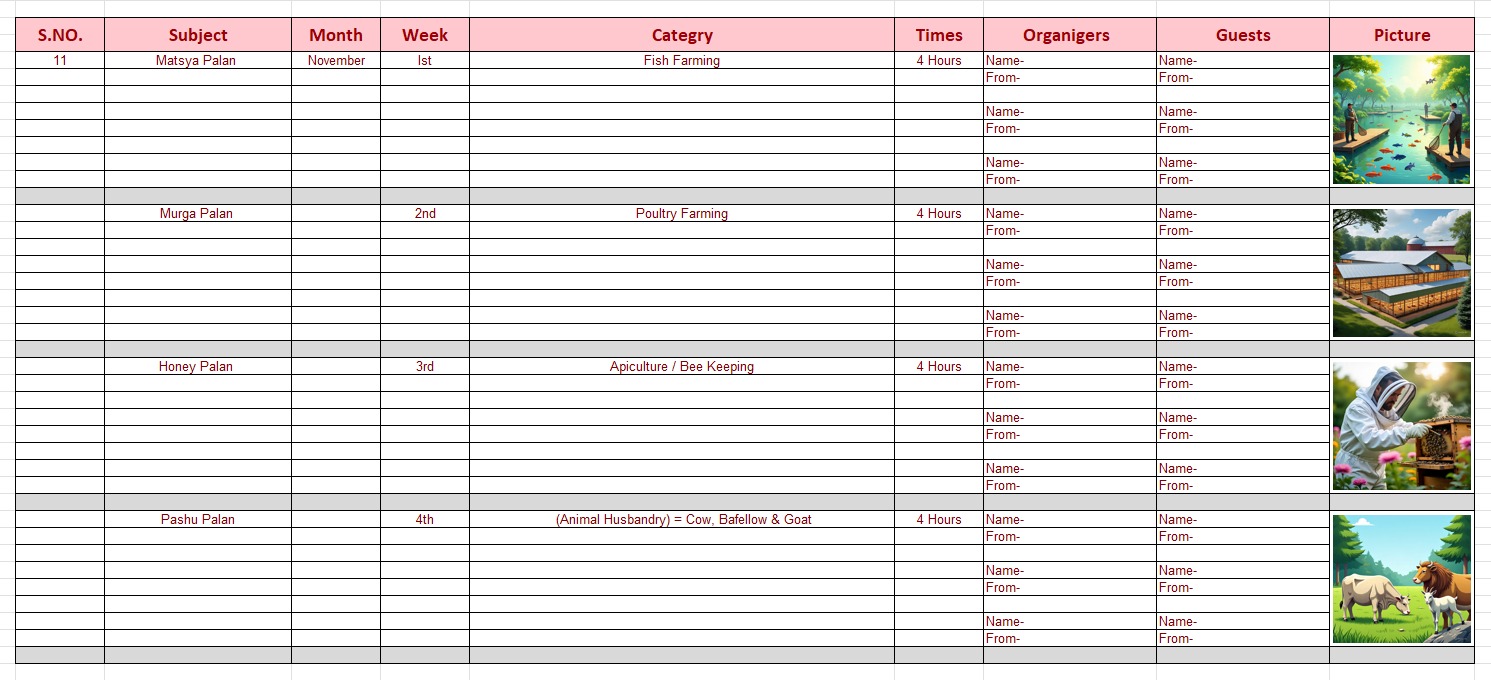 S.NO. Subject Month Week Categry Times Organigers Guests Picture
11 Matsya Palan November Ist Fish Farming 4 Hours Name- Name-
From- From-
Name- Name-
From- From-
Name- Name-
From- From-
Murga Palan 2nd Poultry Farming 4 Hours Name- Name-
From- From-
Name- Name-
From- From-
Name- Name-
From- From-
Honey Palan 3rd Apiculture / Bee Keeping 4 Hours Name- Name-
From- From-
Name- Name-
From- From-
Name- Name-
From- From-
Pashu Palan 4th (Animal Husbandry) = Cow, Bafellow & Goat 4 Hours Name- Name-
From- From-
Name- Name-
From- From-
Name- Name-
From- From-